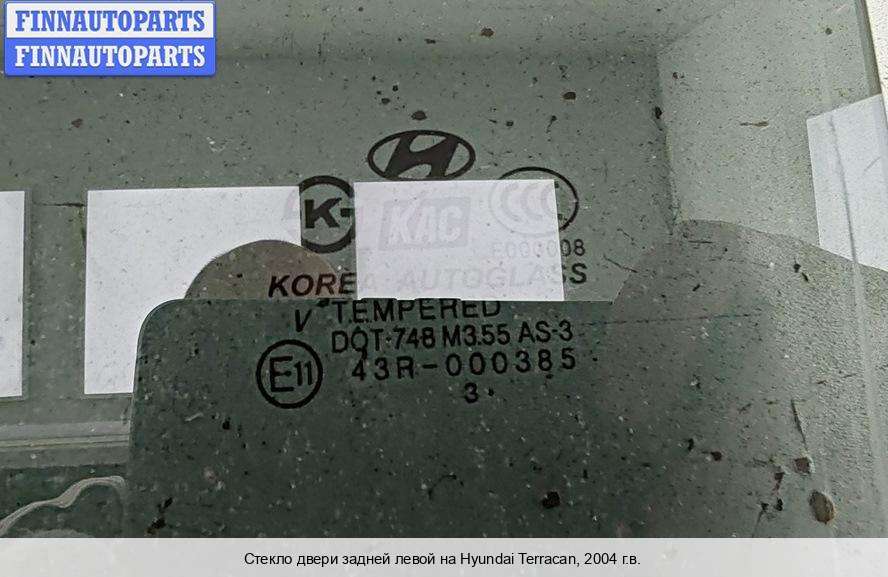 FINNAUTOPARTS
FINNAUTOPARTS
K
KAC
CCC
E000008
KOREA AUTOGLASS
V TEMPERED
DOT-748 M3.55 AS-3
E11 43R-000385
3
Стекло двери задней левой на Hyundai Terracan, 2004 г.в.